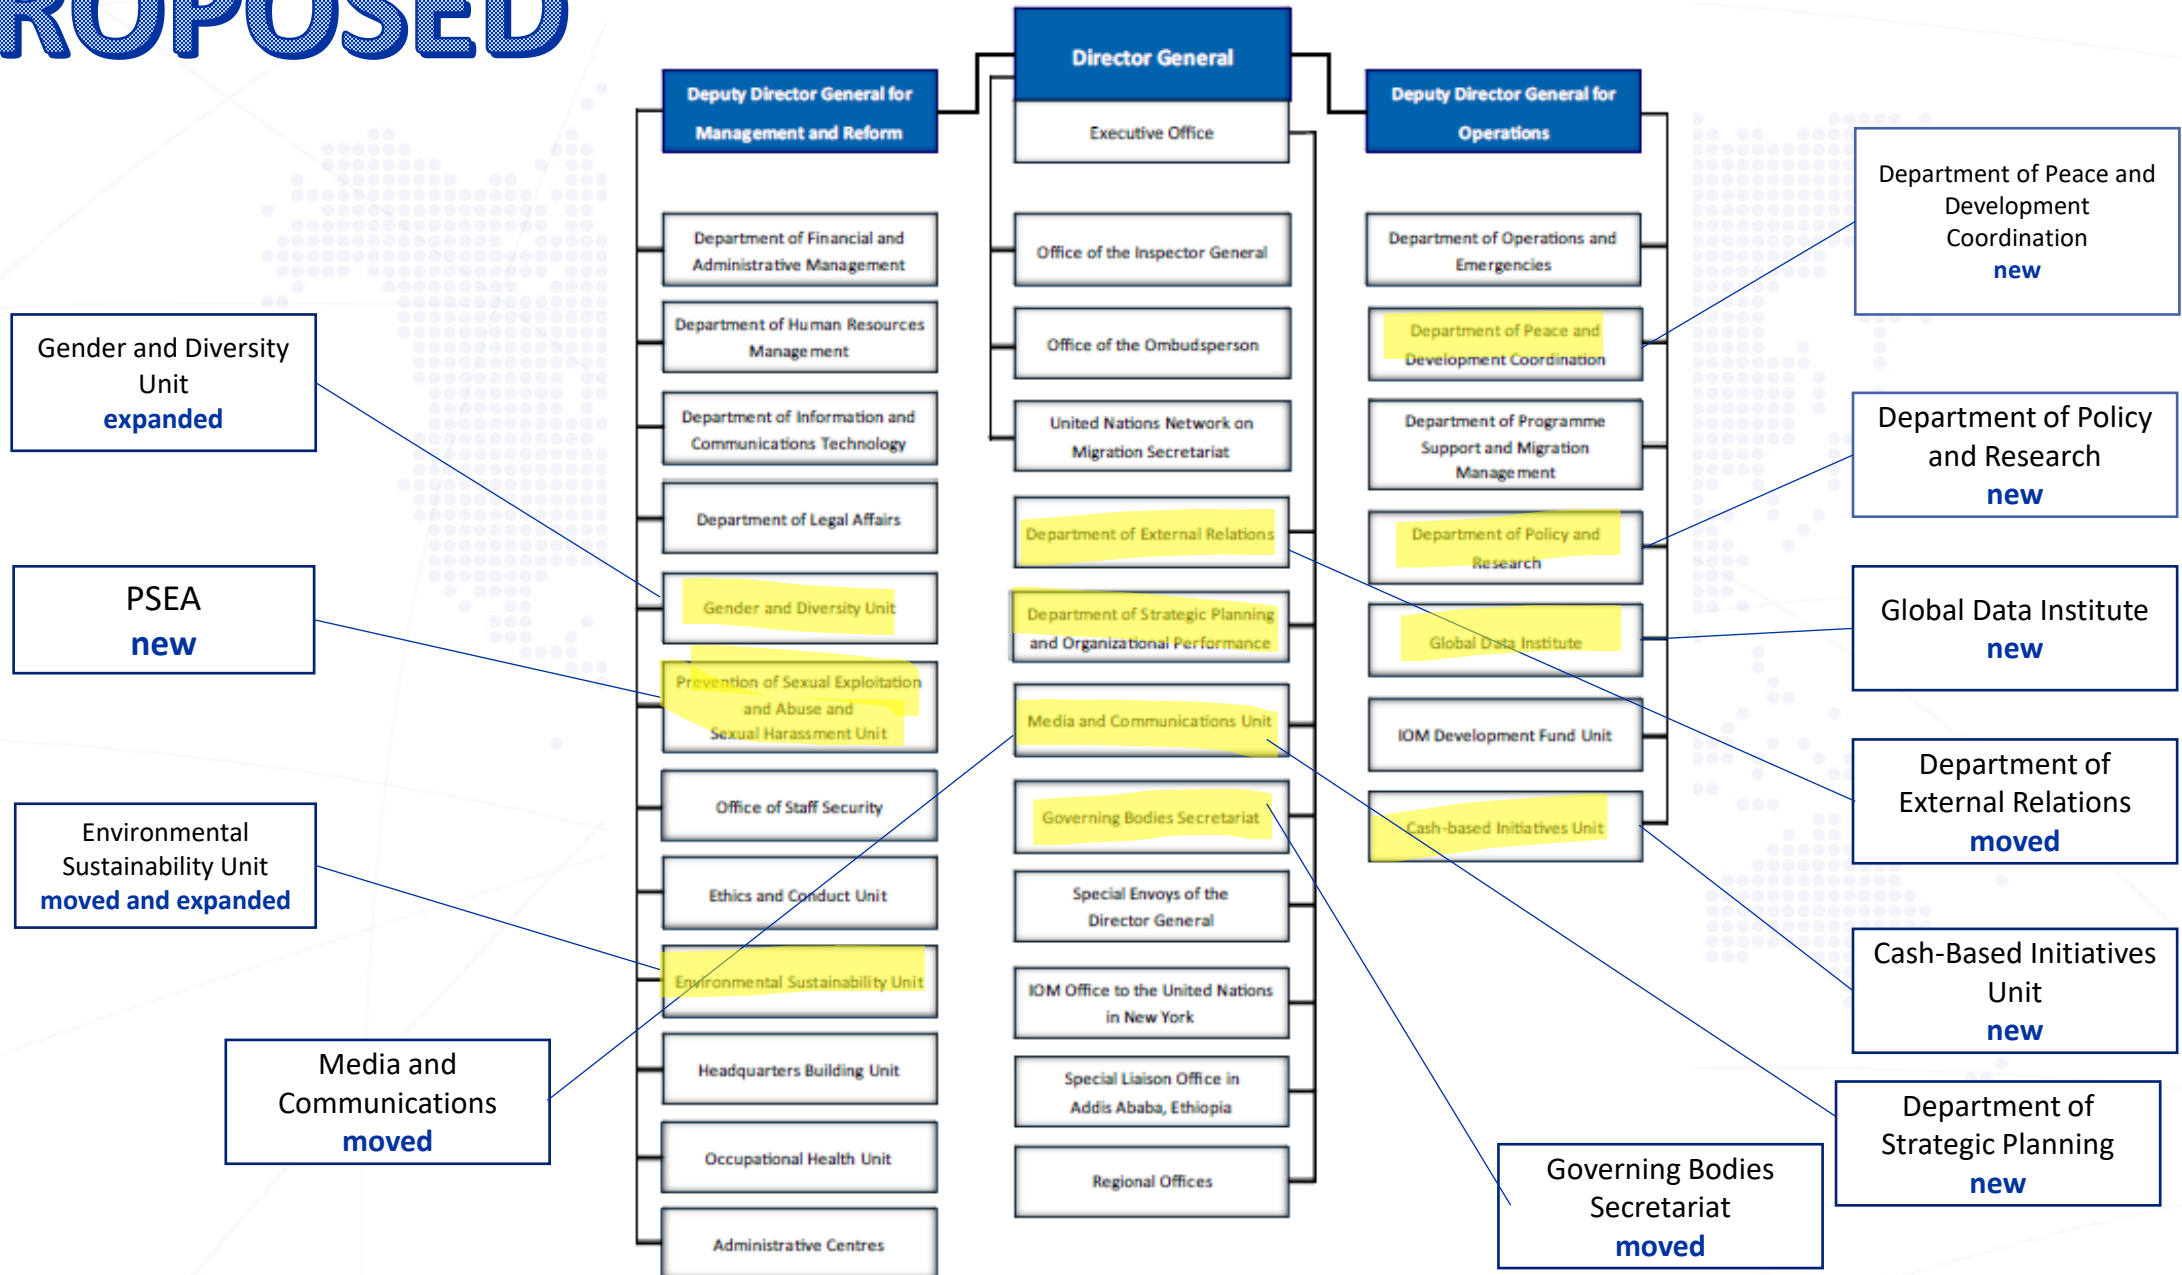 ROPOSED
Director General
Executive Office
Deputy Director General for
Management and Reform
Deputy Director General for
Operations
Department of Financial and
Administrative Management
Department of Human Resources
Management
Department of Information and
Communications Technology
Department of Legal Affairs
Gender and Diversity Unit
Prevention of Sexual Exploitation
and Abuse and
Sexual Harassment Unit
Office of Staff Security
Ethics and Conduct Unit
Environmental Sustainability Unit
Headquarters Building Unit
Occupational Health Unit
Administrative Centres
Office of the Inspector General
Office of the Ombudsperson
United Nations Network on
Migration Secretariat
Department of External Relations
Department of Strategic Planning
and Organizational Performance
Media and Communications Unit
Governing Bodies Secretariat
Special Envoys of the
Director General
IOM Office to the United Nations
in New York
Special Liaison Office in
Addis Ababa, Ethiopia
Regional Offices
Department of Operations and
Emergencies
Department of Peace and
Development Coordination
Department of Programme
Support and Migration
Management
Department of Policy and
Research
Global Data Institute
IOM Development Fund Unit
Cash-based Initiatives Unit
Gender and Diversity
Unit
expanded
PSEA
new
Environmental
Sustainability Unit
moved and expanded
Media and
Communications
moved
Department of Peace and
Development
Coordination
new
Department of Policy
and Research
new
Global Data Institute
new
Department of
External Relations
moved
Cash-Based Initiatives
Unit
new
Department of
Strategic Planning
new
Governing Bodies
Secretariat
moved